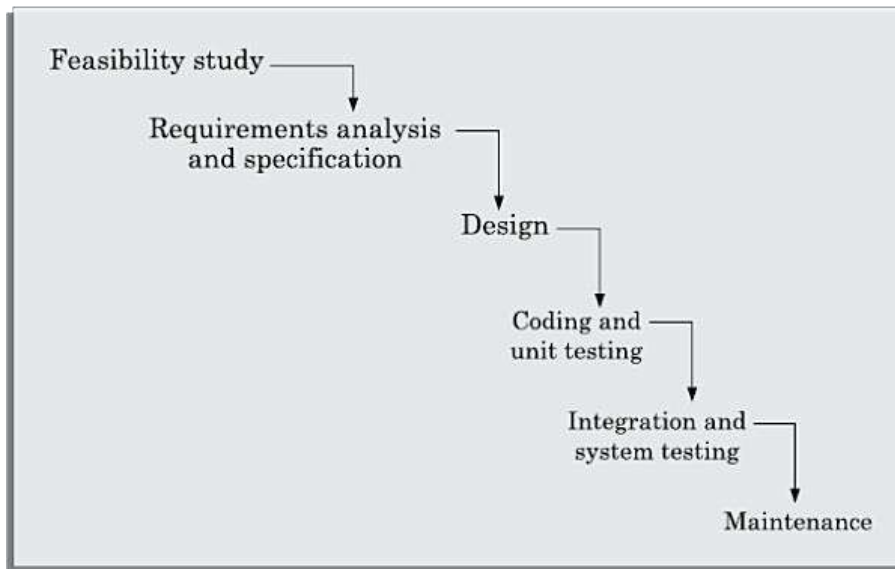 Feasibility study
Requirements analysis
and specification
Design
Coding and
unit testing
Integration and
system testing
Maintenance